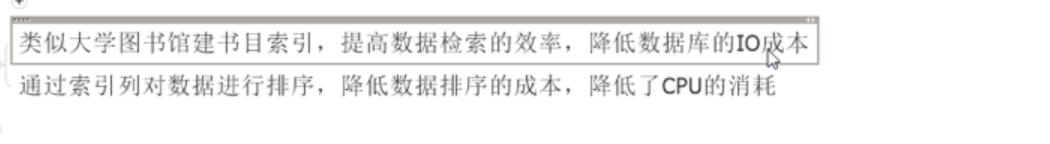 类似大学图书馆建书目索引，提高数据检索的效率，降低数据库的IO成本
通过索引列对数据进行排序，降低数据排序的成本，降低了CPU的消耗